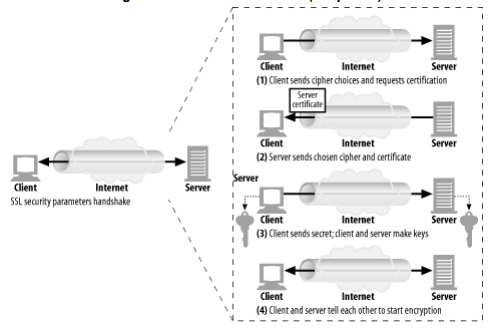 Client Internet Server
SSL security parameters handshake
Client Internet Server
(1) Client sends cipher choices and requests certification
Server
certificate
Client Internet Server
(2) Server sends chosen cipher and certificate
Server
Client Internet Server
(3) Client sends secret; client and server make keys
Client Internet Server
(4) Client and server tell each other to start encryption